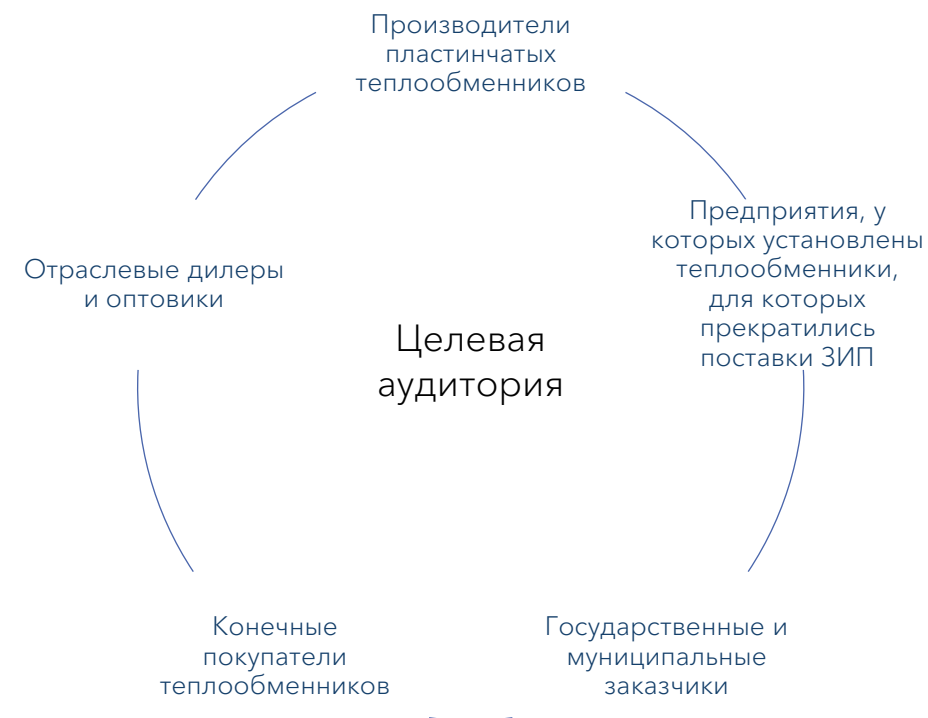 Производители
пластинчатых
теплообменников
Предприятия, у
которых установлены
теплообменники,
для которых
прекратились
поставки ЗИП
Отраслевые дилеры
и оптовики
Целевая
аудитория
Конечные
покупатели
теплообменников
Государственные и
муниципальные
заказчики